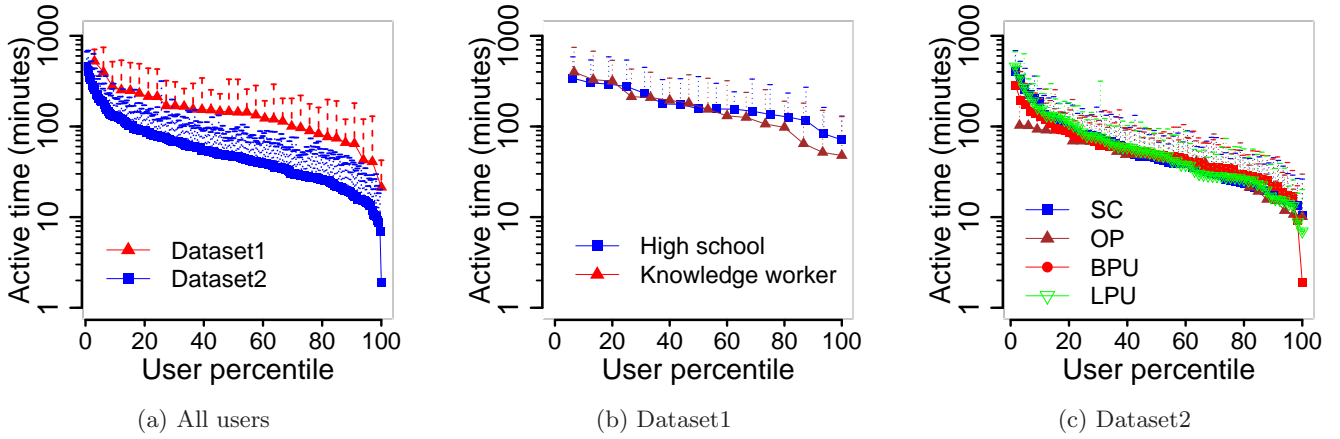 Active time (minutes)
1 10 100 1000
Dataset1
Dataset2
0 20 40 60 80 100
User percentile
(a) All users
Active time (minutes)
1 10 100 1000
High school
Knowledge worker
0 20 40 60 80 100
User percentile
(b) Dataset1
Active time (minutes)
1 10 100 1000
SC
OP
BPU
LPU
0 20 40 60 80 100
User percentile
(c) Dataset2